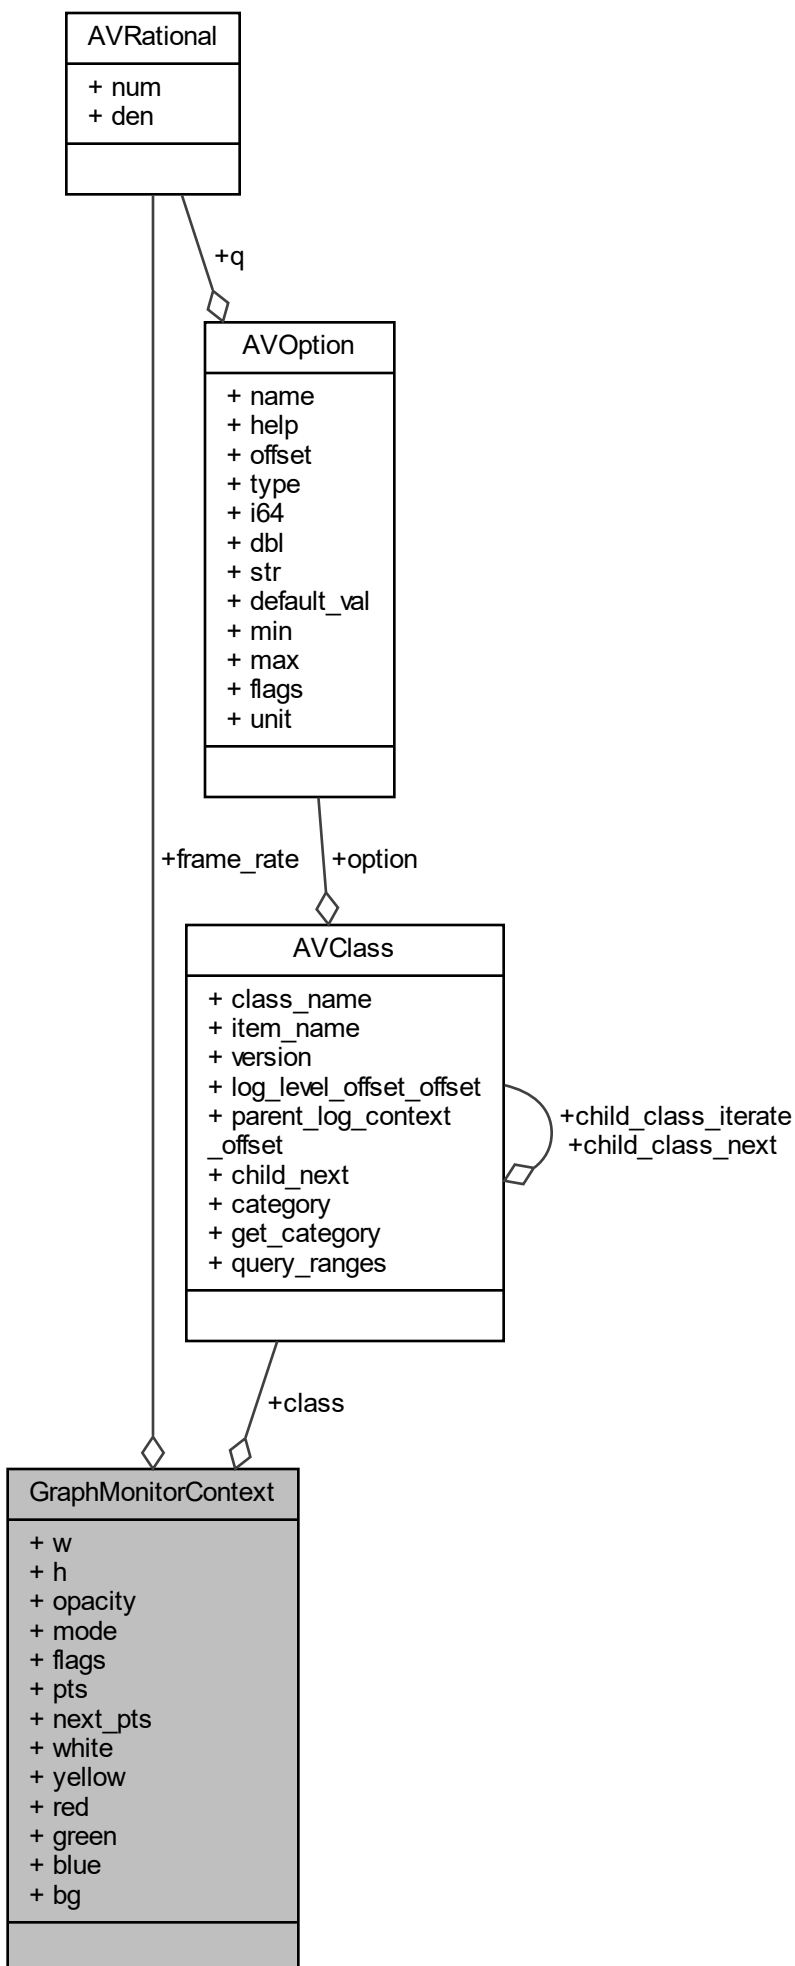 AVRational
+ num
+ den
+q
AVOption
+ name
+ help
+ offset
+ type
+ i64
+ dbl
+ str
+ default_val
+ min
+ max
+ flags
+ unit
+frame_rate
+option
AVClass
+ class_name
+ item_name
+ version
+ log_level_offset_offset
+ parent_log_context
_offset
+ child_next
+ category
+ get_category
+ query_ranges
+child_class_iterate
+child_class_next
+class
GraphMonitorContext
+ w
+ h
+ opacity
+ mode
+ flags
+ pts
+ next_pts
+ white
+ yellow
+ red
+ green
+ blue
+ bg